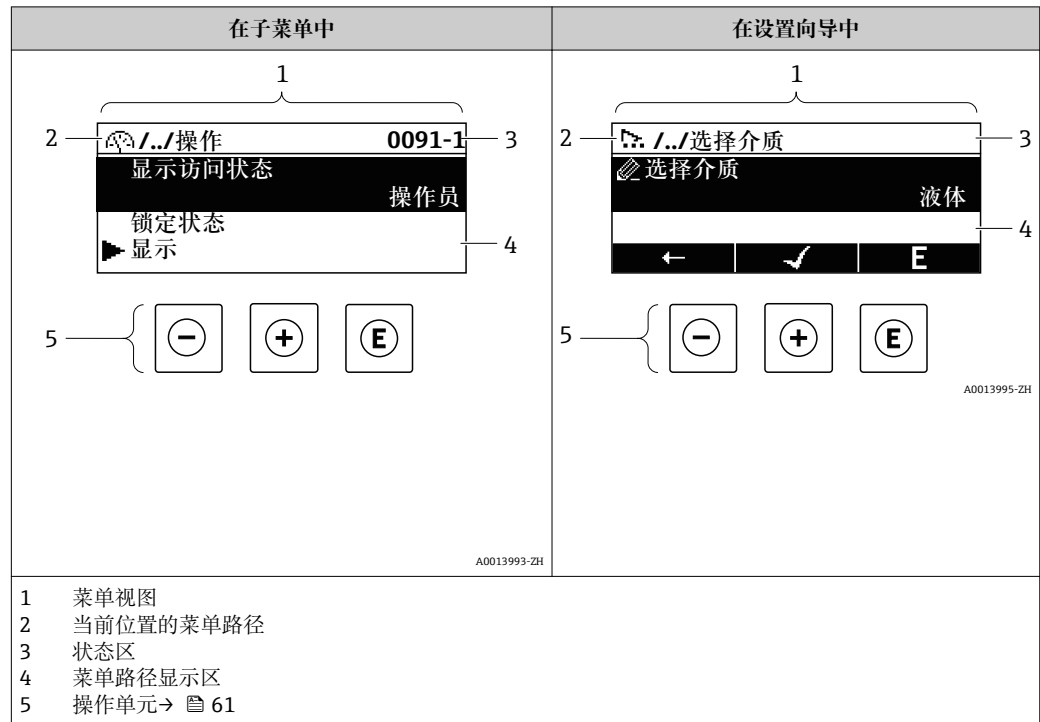 在子菜单中
在设置向导中
1
2
/../操作 0091-1
3
显示访问状态
操作员
锁定状态
显示
4
5
- + E
A0013993-ZH
1
2
/../选择介质
3
选择介质
液体
4
← ✓ E
5
- + E
A0013995-ZH
1 菜单视图
2 当前位置的菜单路径
3 状态区
4 菜单路径显示区
5 操作单元→ 61